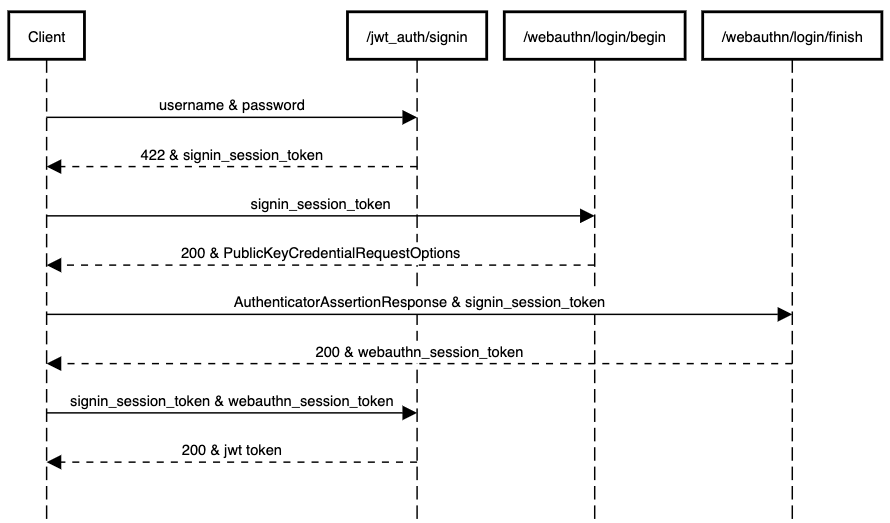 Client
/jwt_auth/signin
/webauthn/login/begin
/webauthn/login/finish
username & password
422 & signin_session_token
signin_session_token
200 & PublicKeyCredentialRequestOptions
AuthenticatorAssertionResponse & signin_session_token
200 & webauthn_session_token
signin_session_token & webauthn_session_token
200 & jwt token